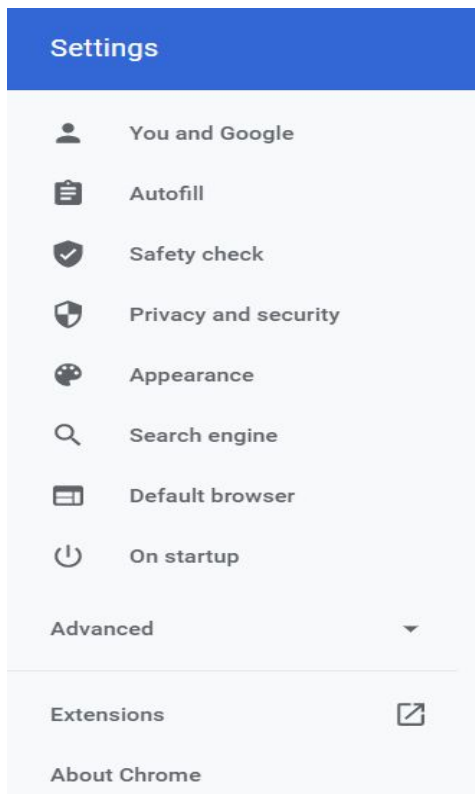 Settings
You and Google
Autofill
Safety check
Privacy and security
Appearance
Search engine
Default browser
On startup
Advanced
Extensions
About Chrome